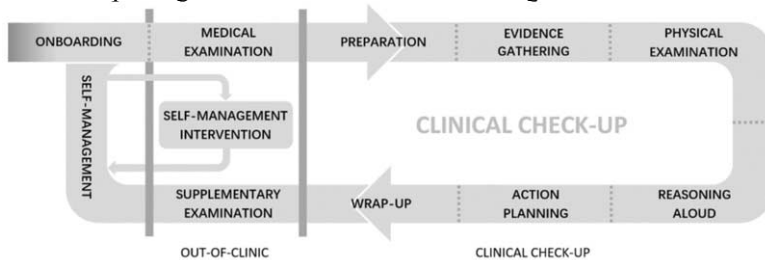 ONBOARDING
MEDICAL
EXAMINATION
PREPARATION
EVIDENCE
GATHERING
PHYSICAL
EXAMINATION
SELF-MANAGEMENT
SELF-MANAGEMENT
INTERVENTION
CLINICAL CHECK-UP
SUPPLEMENTARY
EXAMINATION
WRAP-UP
ACTION
PLANNING
REASONING
ALOUD
OUT-OF-CLINIC
CLINICAL CHECK-UP